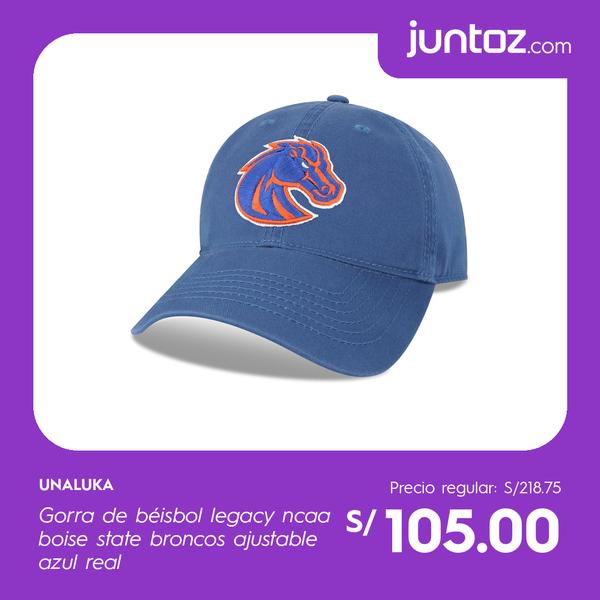 juntoz.com
UNALUKA
Gorra de béisbol legacy ncaa
boise state broncos ajustable
azul real
Precio regular: S/218.75
S/105.00